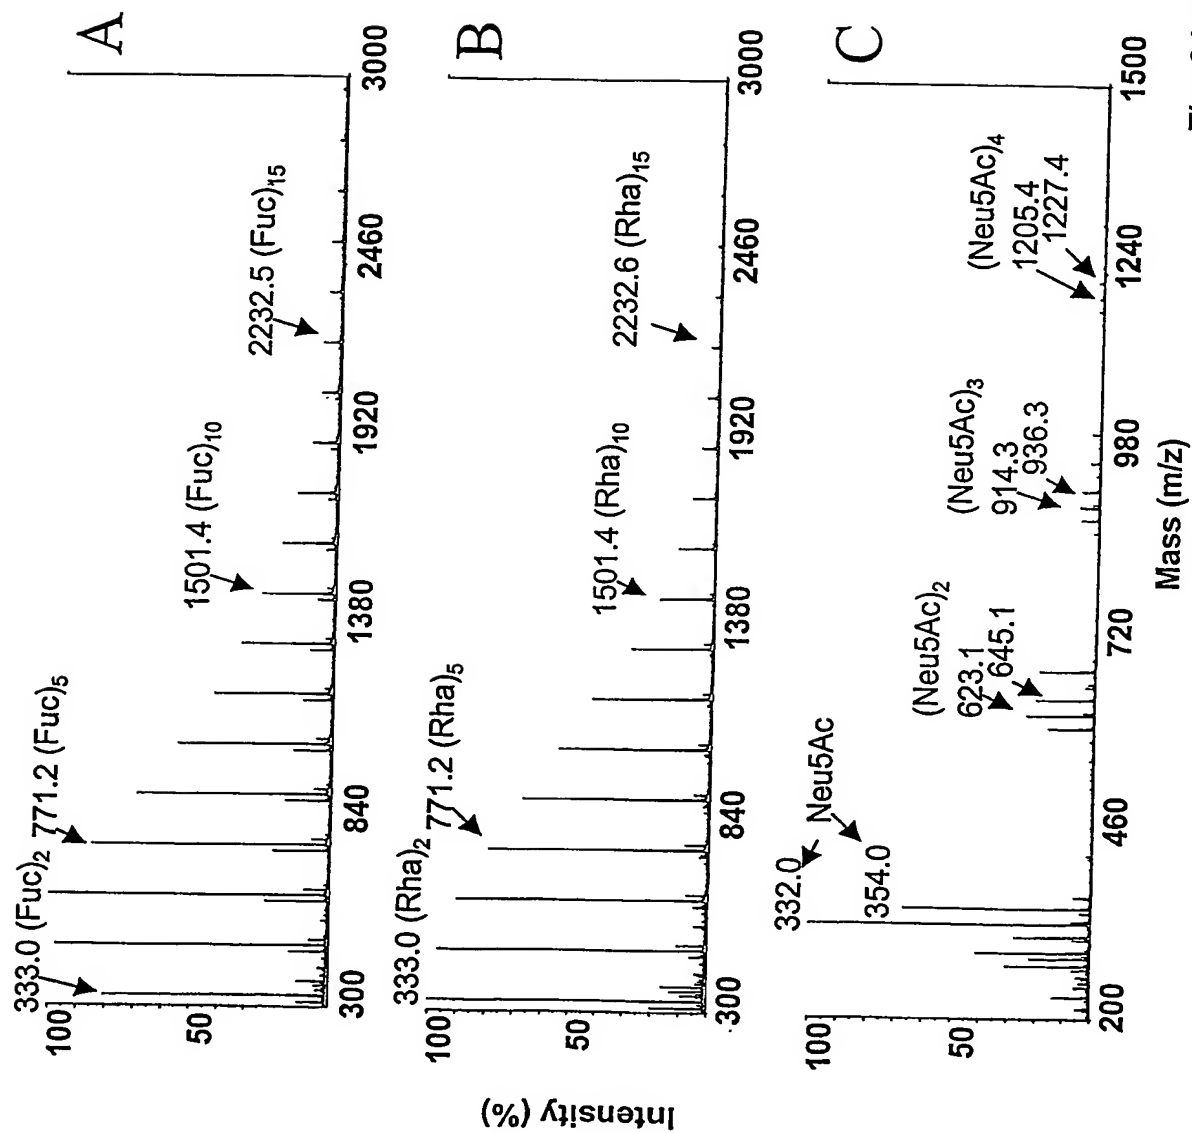 A
100
50
333.0 (Fuc)2
771.2 (Fuc)5
1501.4 (Fuc)10
2232.5 (Fuc)15
300
840
1380
1920
2460
3000
B
100
50
333.0 (Rha)2
771.2 (Rha)5
1501.4 (Rha)10
2232.6 (Rha)15
300
840
1380
1920
2460
3000
C
100
50
332.0
Neu5Ac
354.0
(Neu5Ac)2
623.1
645.1
(Neu5Ac)3
914.3
936.3
(Neu5Ac)4
1205.4
1227.4
200
460
720
980
1240
1500
Mass (m/z)
Intensity (%)